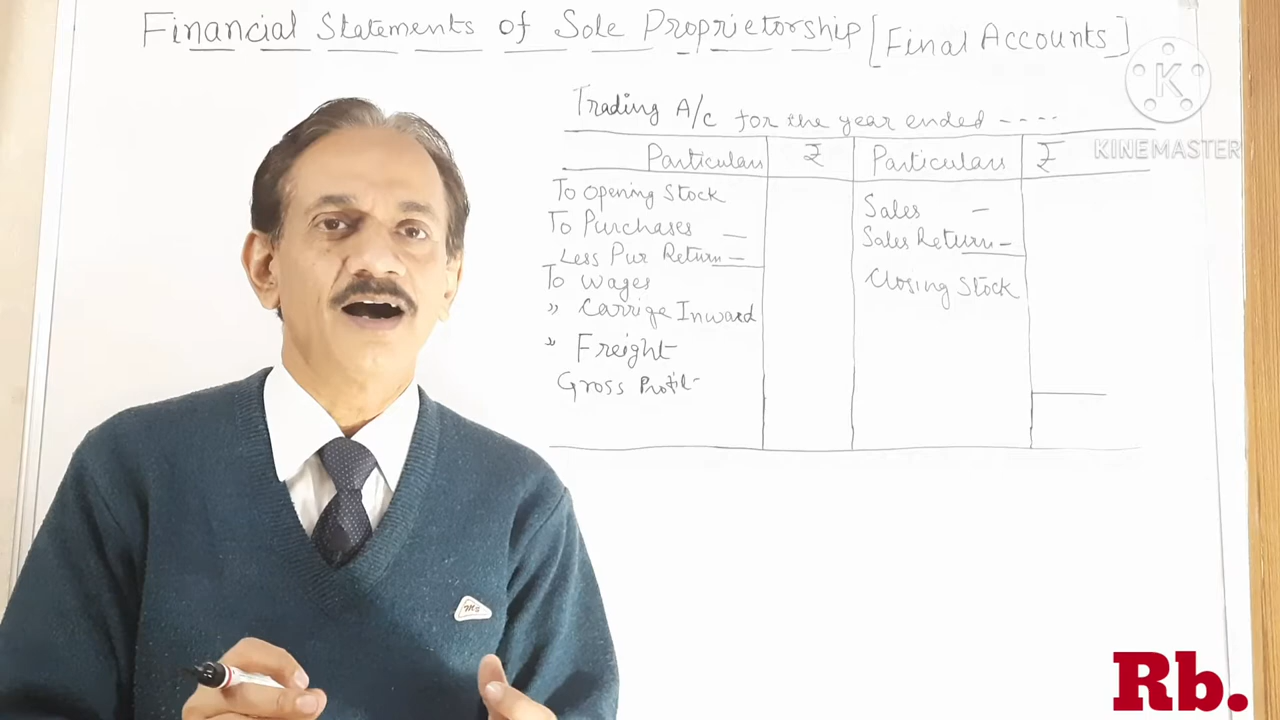 Financial Statements of Sole Proprietorship [Final Accounts]
Trading A/c for the year ended - - - -
Particulars ₹ Particulars ₹
To Opening Stock
To Purchases —
Less Pur Return —
To Wages
" Carrige Inward
" Freight
Gross Profit
Sales —
Sales Return —
Closing Stock
K
KINEMASTER
Rb.